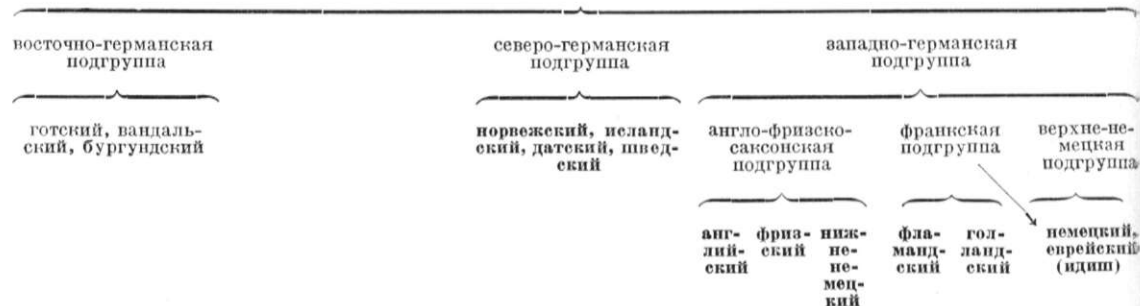 восточно-германская
подгруппа
северо-германская
подгруппа
западно-германская
подгруппа
готский, вандаль-
ский, бургундский
норвежский, исланд-
ский, датский, швед-
ский
англо-фризско-
саксонская
подгруппа
франкская
подгруппа
верхне-не-
мецкая
подгруппа
анг-
лий-
ский
фриз-
ский
ниж-
не-
не-
мец-
кий
фла-
манд-
ский
гол-
ланд-
ский
немецкий,
еврейский
(идиш)